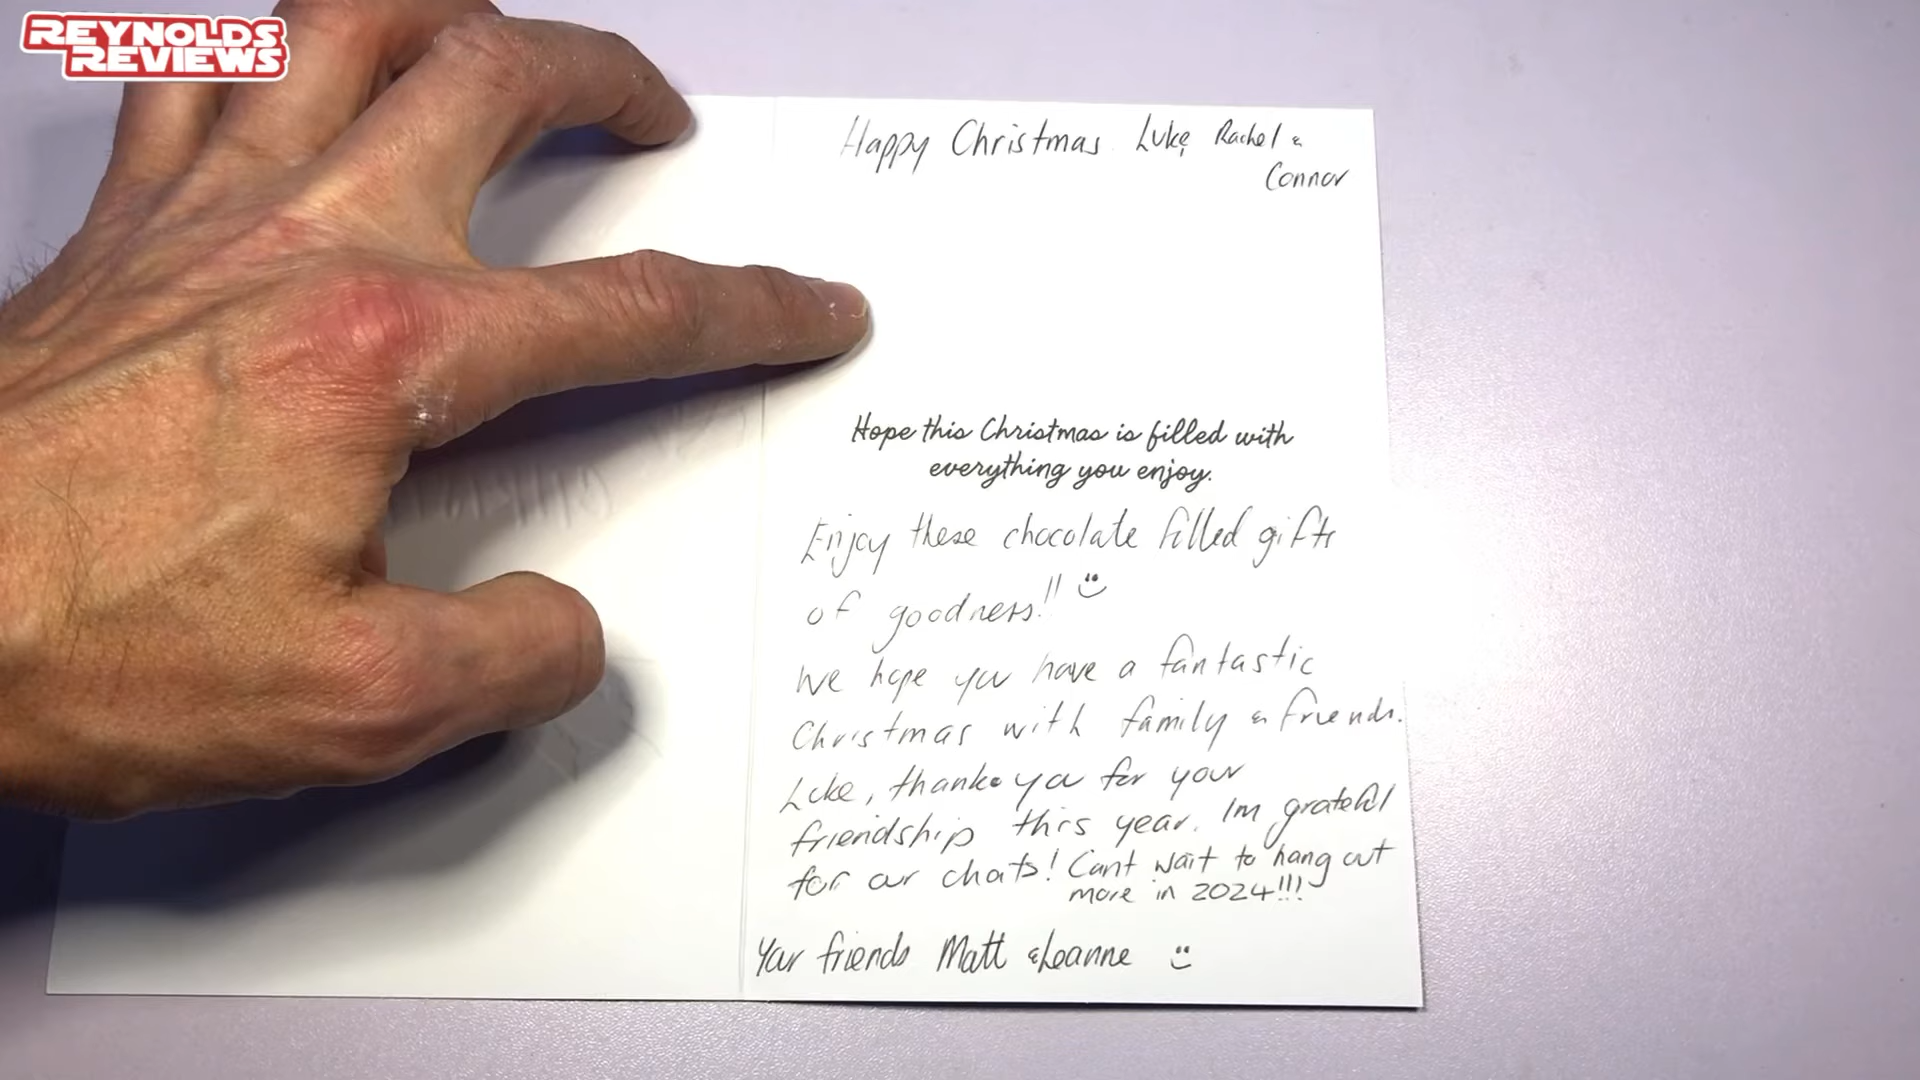 REYNOLDS
REVIEWS
Happy Christmas Luke, Rachel &
Connor
Hope this Christmas is filled with
everything you enjoy.
Enjoy these chocolate filled gifts
of goodness!!
We hope you have a fantastic
Christmas with family & friends.
Luke, thank you for your
friendship this year. Im grateful
for our chats! Cant wait to hang out
more in 2024!!!
Your friends Matt & Leanne